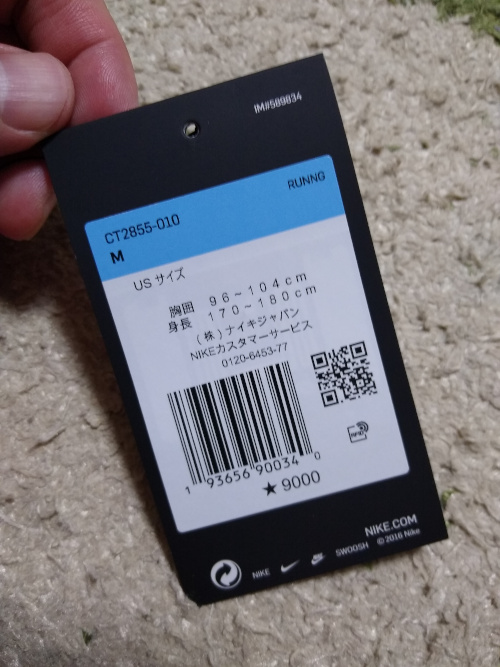 IM#589834
RUNNG
CT2855-010
M
US サイズ
胸囲 96~104cm
身長 170~180cm
(株)ナイキジャパン
NIKEカスタマーサービス
0120-6453-77
RFID
1 93656 90034 0
★9000
NIKE.COM
NIKE SWOOSH © 2016 Nike